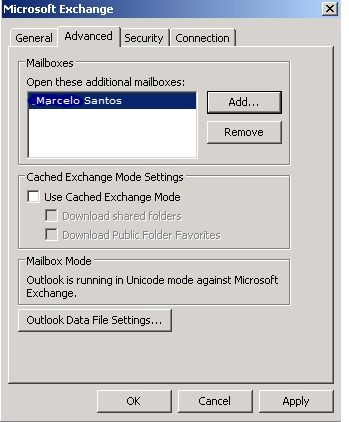 Microsoft Exchange
General Advanced Security Connection
Mailboxes
Open these additional mailboxes:
_Marcelo Santos
Add...
Remove
Cached Exchange Mode Settings
Use Cached Exchange Mode
Download shared folders
Download Public Folder Favorites
Mailbox Mode
Outlook is running in Unicode mode against Microsoft
Exchange.
Outlook Data File Settings...
OK Cancel Apply